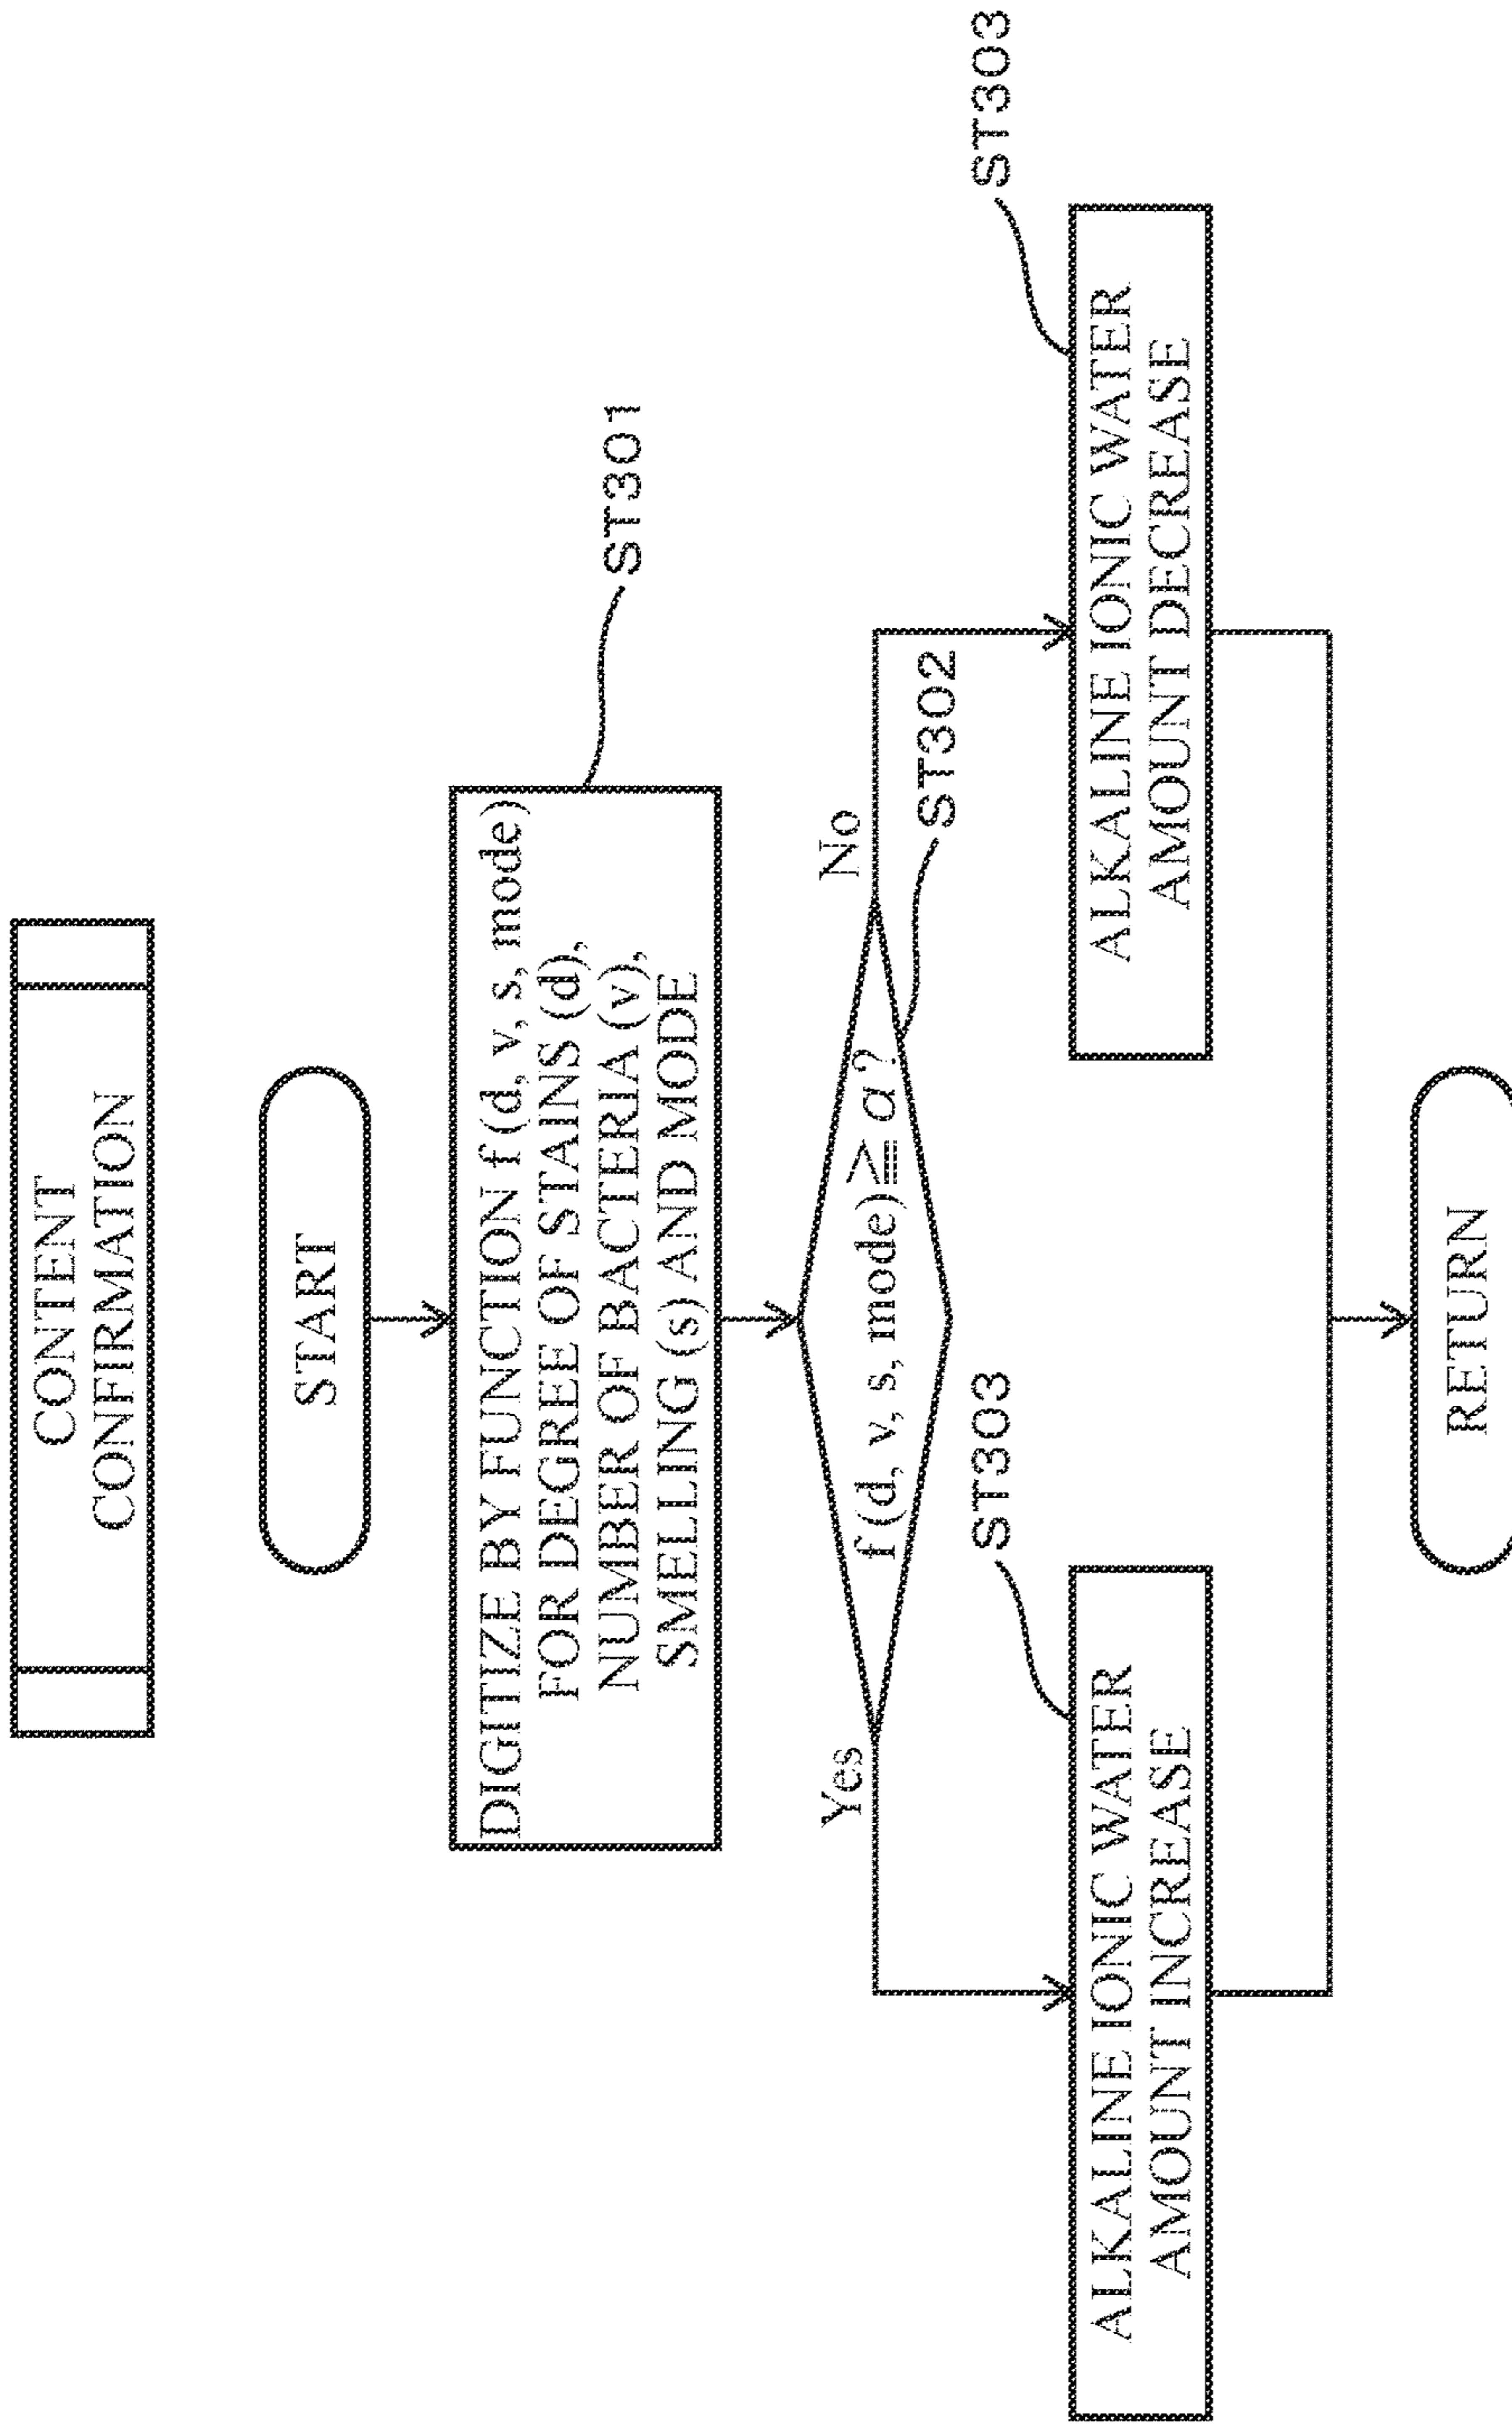 CONTENT
CONFIRMATION
START
DIGITIZE BY FUNCTION f (d, v, s, mode)
FOR DEGREE OF STAINS (d),
NUMBER OF BACTERIA (v),
SMELLING (s) AND MODE
ST301
f (d, v, s, mode) ≧ a ?
ST302
Yes
No
ST303
ALKALINE IONIC WATER
AMOUNT INCREASE
ST303
ALKALINE IONIC WATER
AMOUNT DECREASE
RETURN